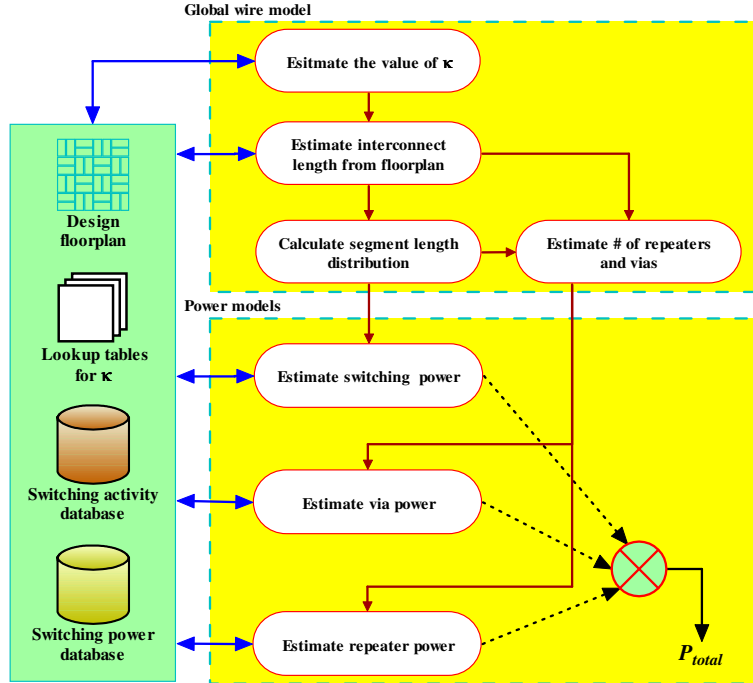 Global wire model
Esitmate the value of κ
Estimate interconnect
length from floorplan
Calculate segment length
distribution
Estimate # of repeaters
and vias
Design
floorplan
Lookup tables
for κ
Switching activity
database
Switching power
database
Power models
Estimate switching power
Estimate via power
Estimate repeater power
P_total